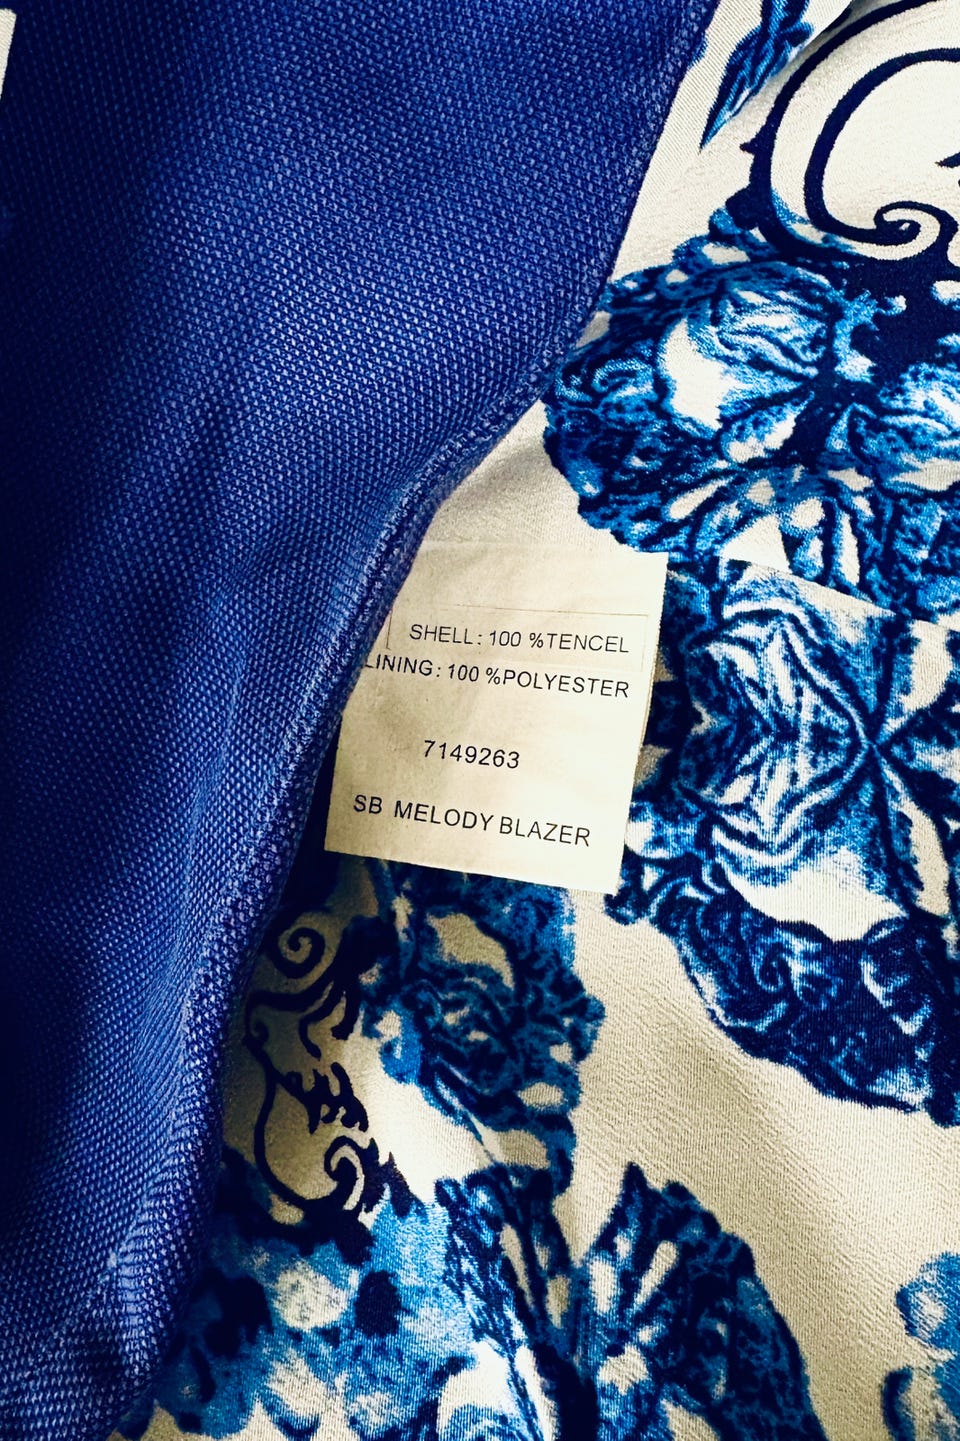 SHELL: 100 %TENCEL
LINING: 100 %POLYESTER
7149263
SB MELODY BLAZER